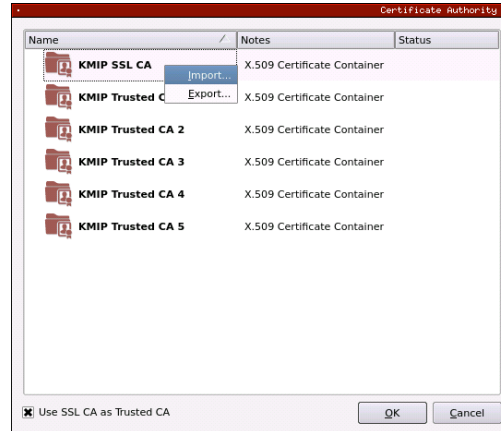 Certificate Authority
Name Notes Status
KMIP SSL CA X.509 Certificate Container
Import...
Export...
KMIP Trusted C X.509 Certificate Container
KMIP Trusted CA 2 X.509 Certificate Container
KMIP Trusted CA 3 X.509 Certificate Container
KMIP Trusted CA 4 X.509 Certificate Container
KMIP Trusted CA 5 X.509 Certificate Container
Use SSL CA as Trusted CA OK Cancel